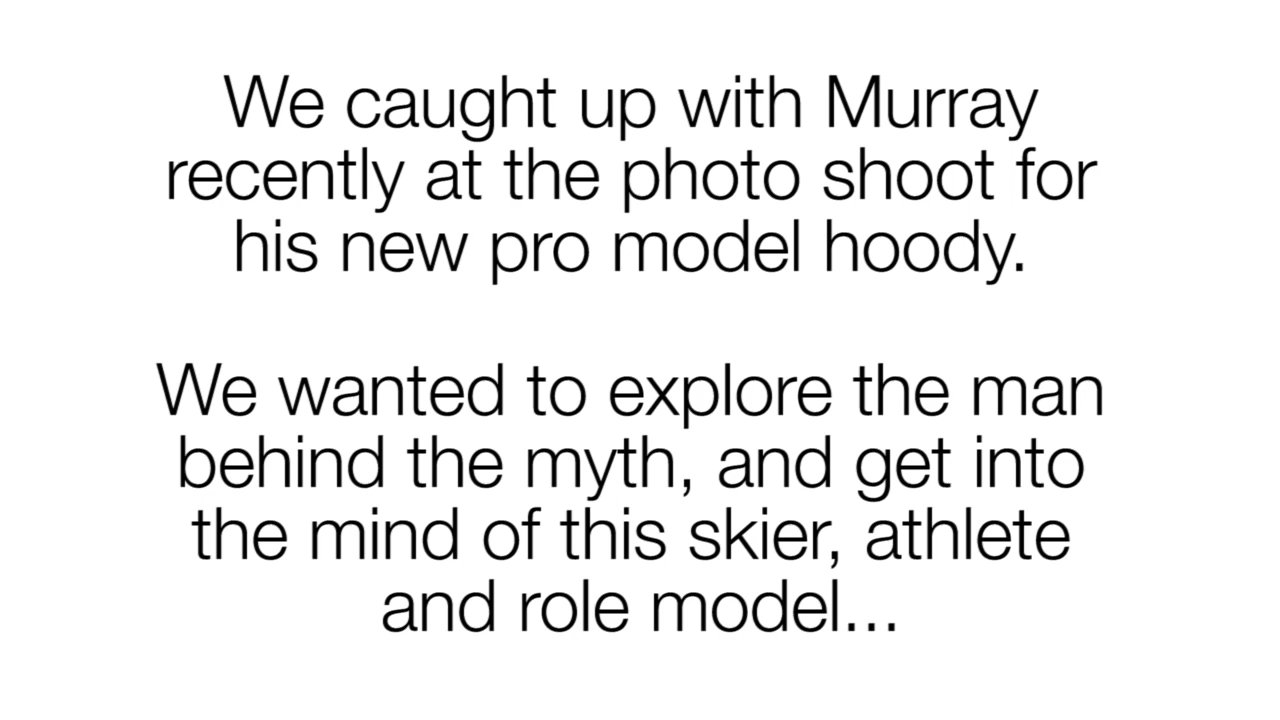 We caught up with Murray
recently at the photo shoot for
his new pro model hoody.
We wanted to explore the man
behind the myth, and get into
the mind of this skier, athlete
and role model...